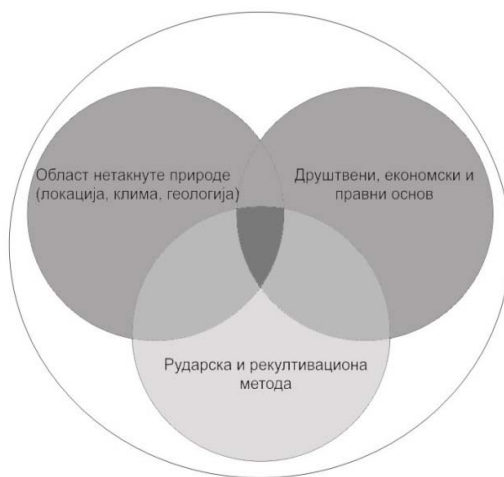 Област нетакнуте природе
(локација, клима, геологија)
Друштвени, економски и
правни основ
Рударска и рекултивациона
метода